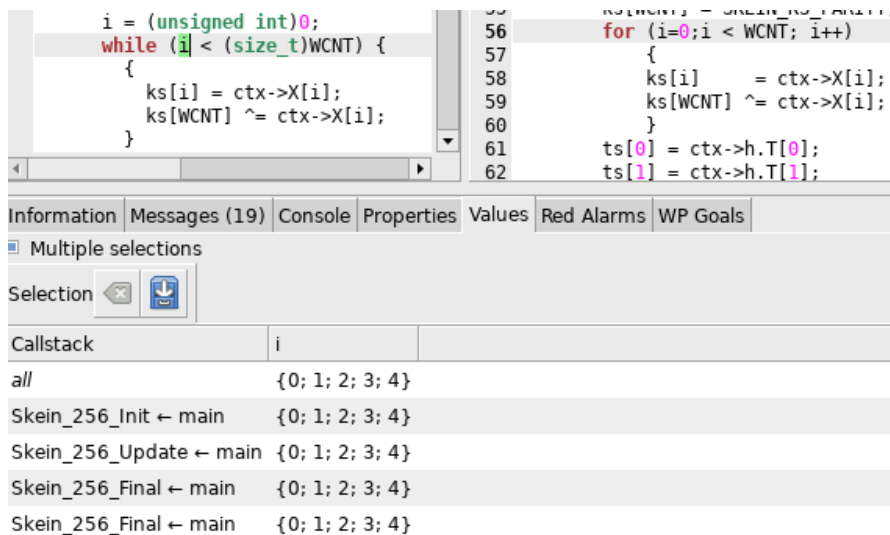 i = (unsigned int)0;
while (i < (size_t)WCNT) {
{
ks[i] = ctx->X[i];
ks[WCNT] ^= ctx->X[i];
}
55 ks[WCNT] = SKEIN_KS_PARITY
56 for (i=0;i < WCNT; i++)
57 {
58 ks[i] = ctx->X[i];
59 ks[WCNT] ^= ctx->X[i];
60 }
61 ts[0] = ctx->h.T[0];
62 ts[1] = ctx->h.T[1];
Information Messages (19) Console Properties Values Red Alarms WP Goals
Multiple selections
Selection
Callstack i
all {0; 1; 2; 3; 4}
Skein_256_Init ← main {0; 1; 2; 3; 4}
Skein_256_Update ← main {0; 1; 2; 3; 4}
Skein_256_Final ← main {0; 1; 2; 3; 4}
Skein_256_Final ← main {0; 1; 2; 3; 4}